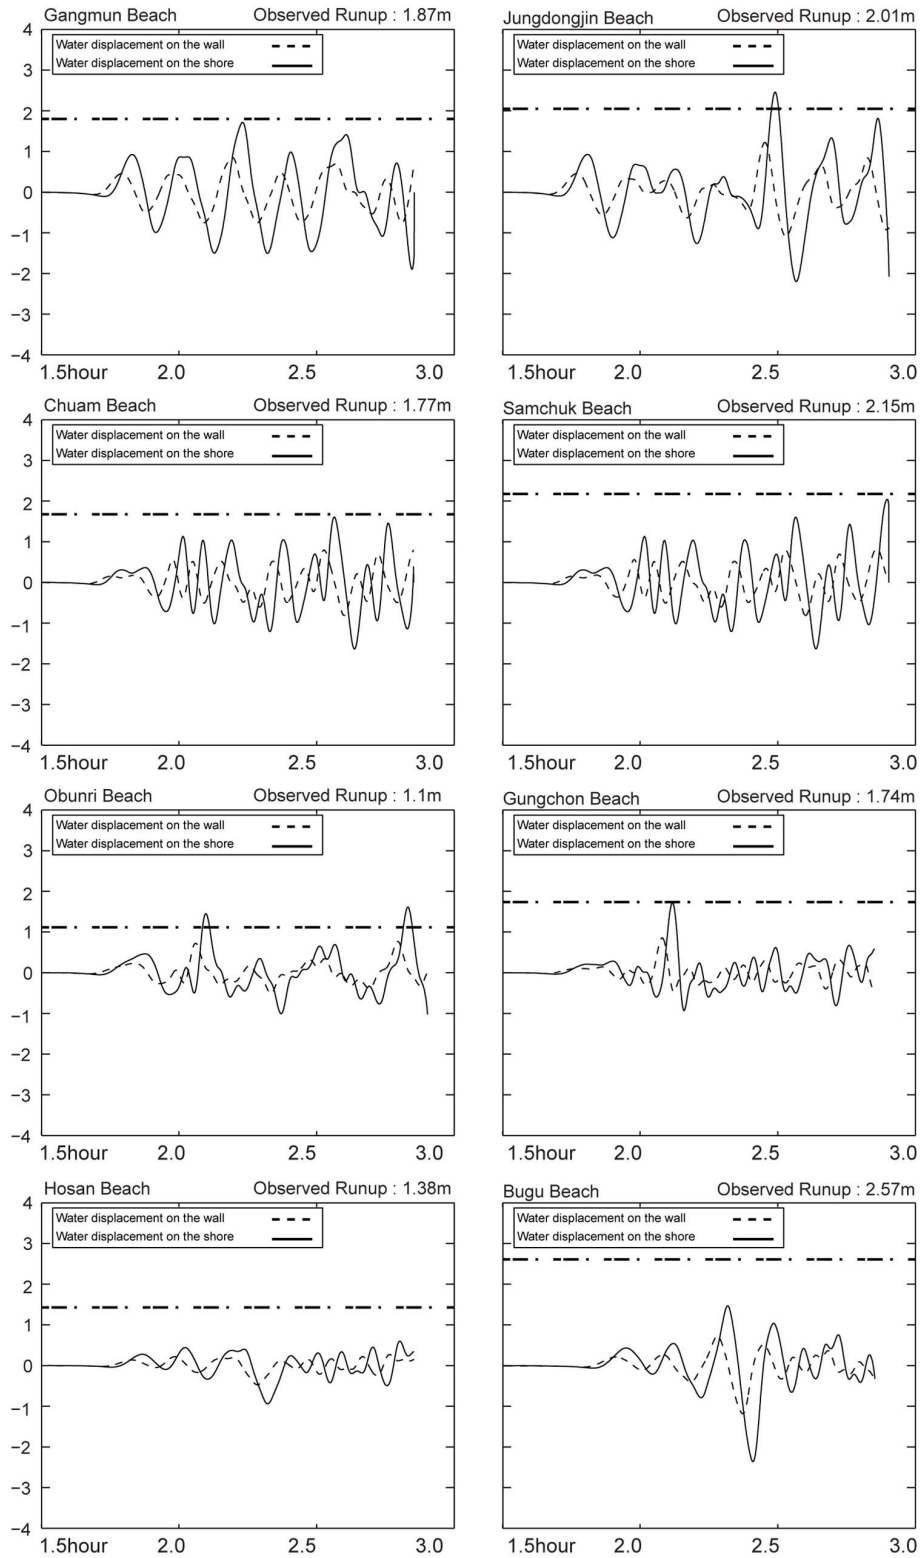 Gangmun Beach Observed Runup : 1.87m
Water displacement on the wall
Water displacement on the shore
4
3
2
1
0
−1
−2
−3
−4
1.5hour 2.0 2.5 3.0
Jungdongjin Beach Observed Runup : 2.01m
Water displacement on the wall
Water displacement on the shore
1.5hour 2.0 2.5 3.0
Chuam Beach Observed Runup : 1.77m
Water displacement on the wall
Water displacement on the shore
4
3
2
1
0
−1
−2
−3
−4
1.5hour 2.0 2.5 3.0
Samchuk Beach Observed Runup : 2.15m
Water displacement on the wall
Water displacement on the shore
1.5hour 2.0 2.5 3.0
Obunri Beach Observed Runup : 1.1m
Water displacement on the wall
Water displacement on the shore
4
3
2
1
0
−1
−2
−3
−4
1.5hour 2.0 2.5 3.0
Gungchon Beach Observed Runup : 1.74m
Water displacement on the wall
Water displacement on the shore
1.5hour 2.0 2.5 3.0
Hosan Beach Observed Runup : 1.38m
Water displacement on the wall
Water displacement on the shore
4
3
2
1
0
−1
−2
−3
−4
1.5hour 2.0 2.5 3.0
Bugu Beach Observed Runup : 2.57m
Water displacement on the wall
Water displacement on the shore
1.5hour 2.0 2.5 3.0